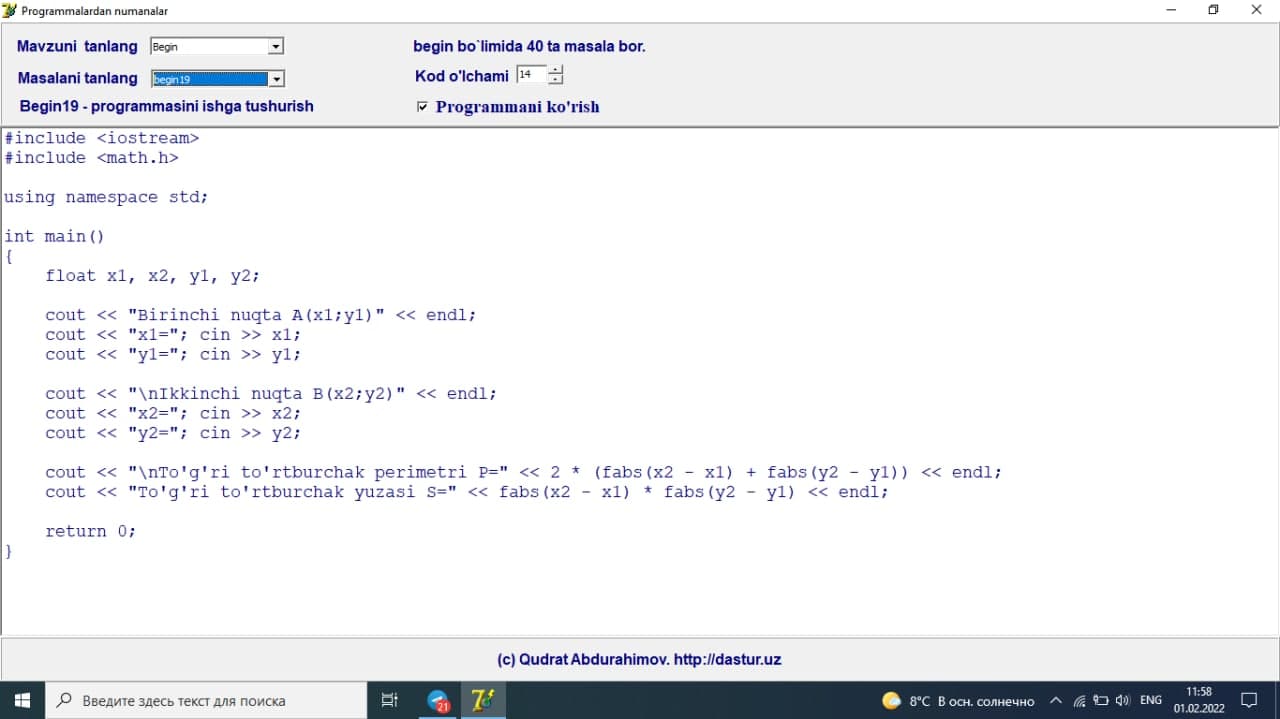 Programmalardan numanalar
Mavzuni tanlang Begin
begin bo`limida 40 ta masala bor.
Masalani tanlang begin19
Kod o'lchami 14
Begin19 - programmasini ishga tushurish
Programmani ko'rish
#include <iostream>
#include <math.h>
using namespace std;
int main()
{
float x1, x2, y1, y2;
cout << "Birinchi nuqta A(x1;y1)" << endl;
cout << "x1="; cin >> x1;
cout << "y1="; cin >> y1;
cout << "\nIkkinchi nuqta B(x2;y2)" << endl;
cout << "x2="; cin >> x2;
cout << "y2="; cin >> y2;
cout << "\nTo'g'ri to'rtburchak perimetri P=" << 2 * (fabs(x2 - x1) + fabs(y2 - y1)) << endl;
cout << "To'g'ri to'rtburchak yuzasi S=" << fabs(x2 - x1) * fabs(y2 - y1) << endl;
return 0;
}
(c) Qudrat Abdurahimov. http://dastur.uz
Введите здесь текст для поиска
21
8°C В осн. солнечно
ENG
11:58
01.02.2022